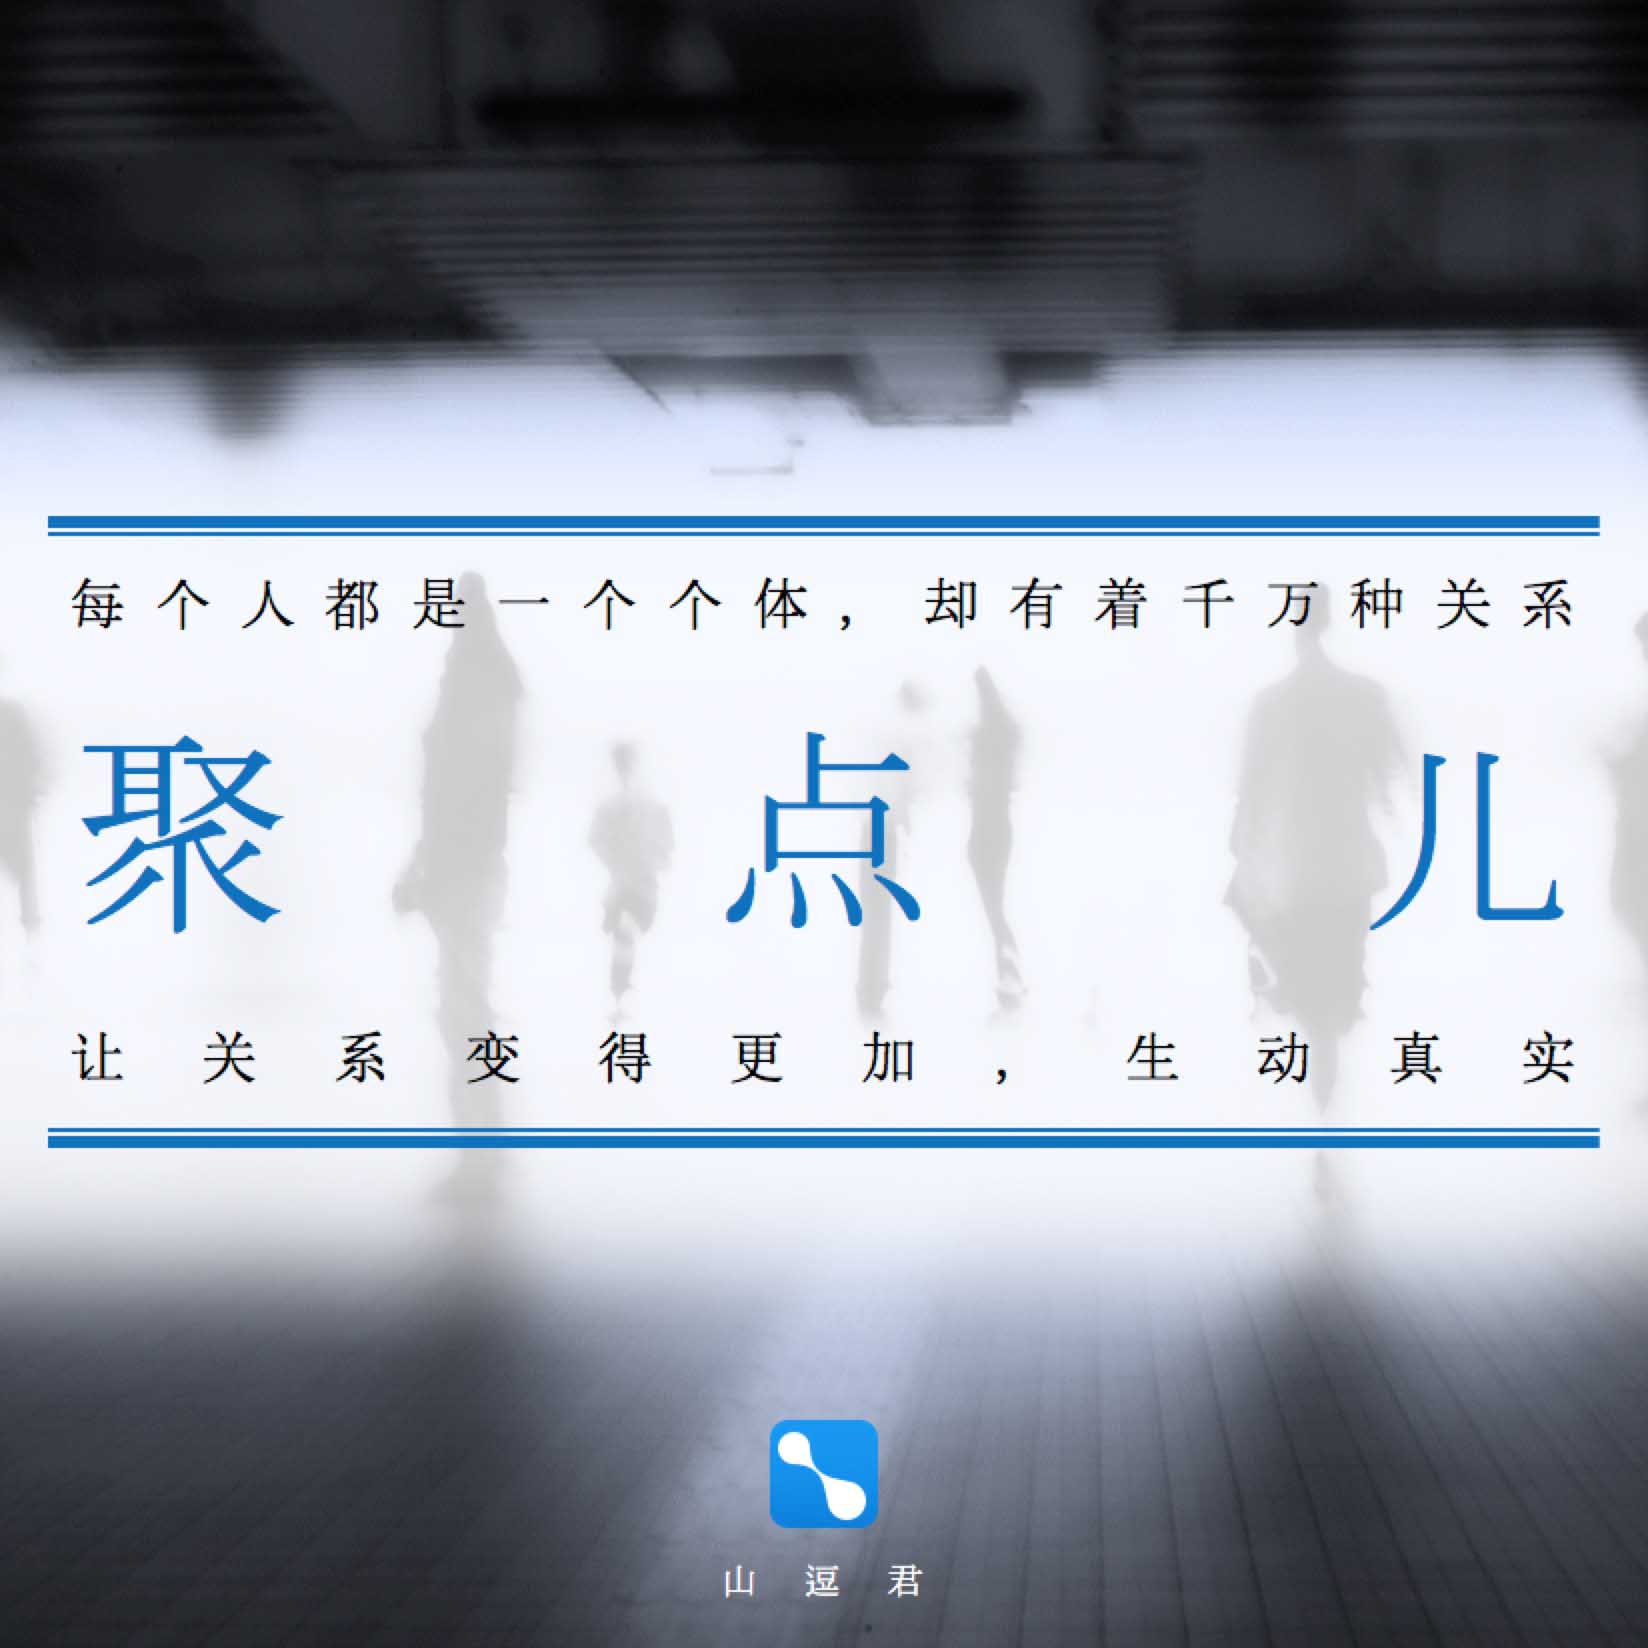 每个人都是一个个体，却有着千万种关系
聚点儿
让关系变得更加，生动真实
山逗君